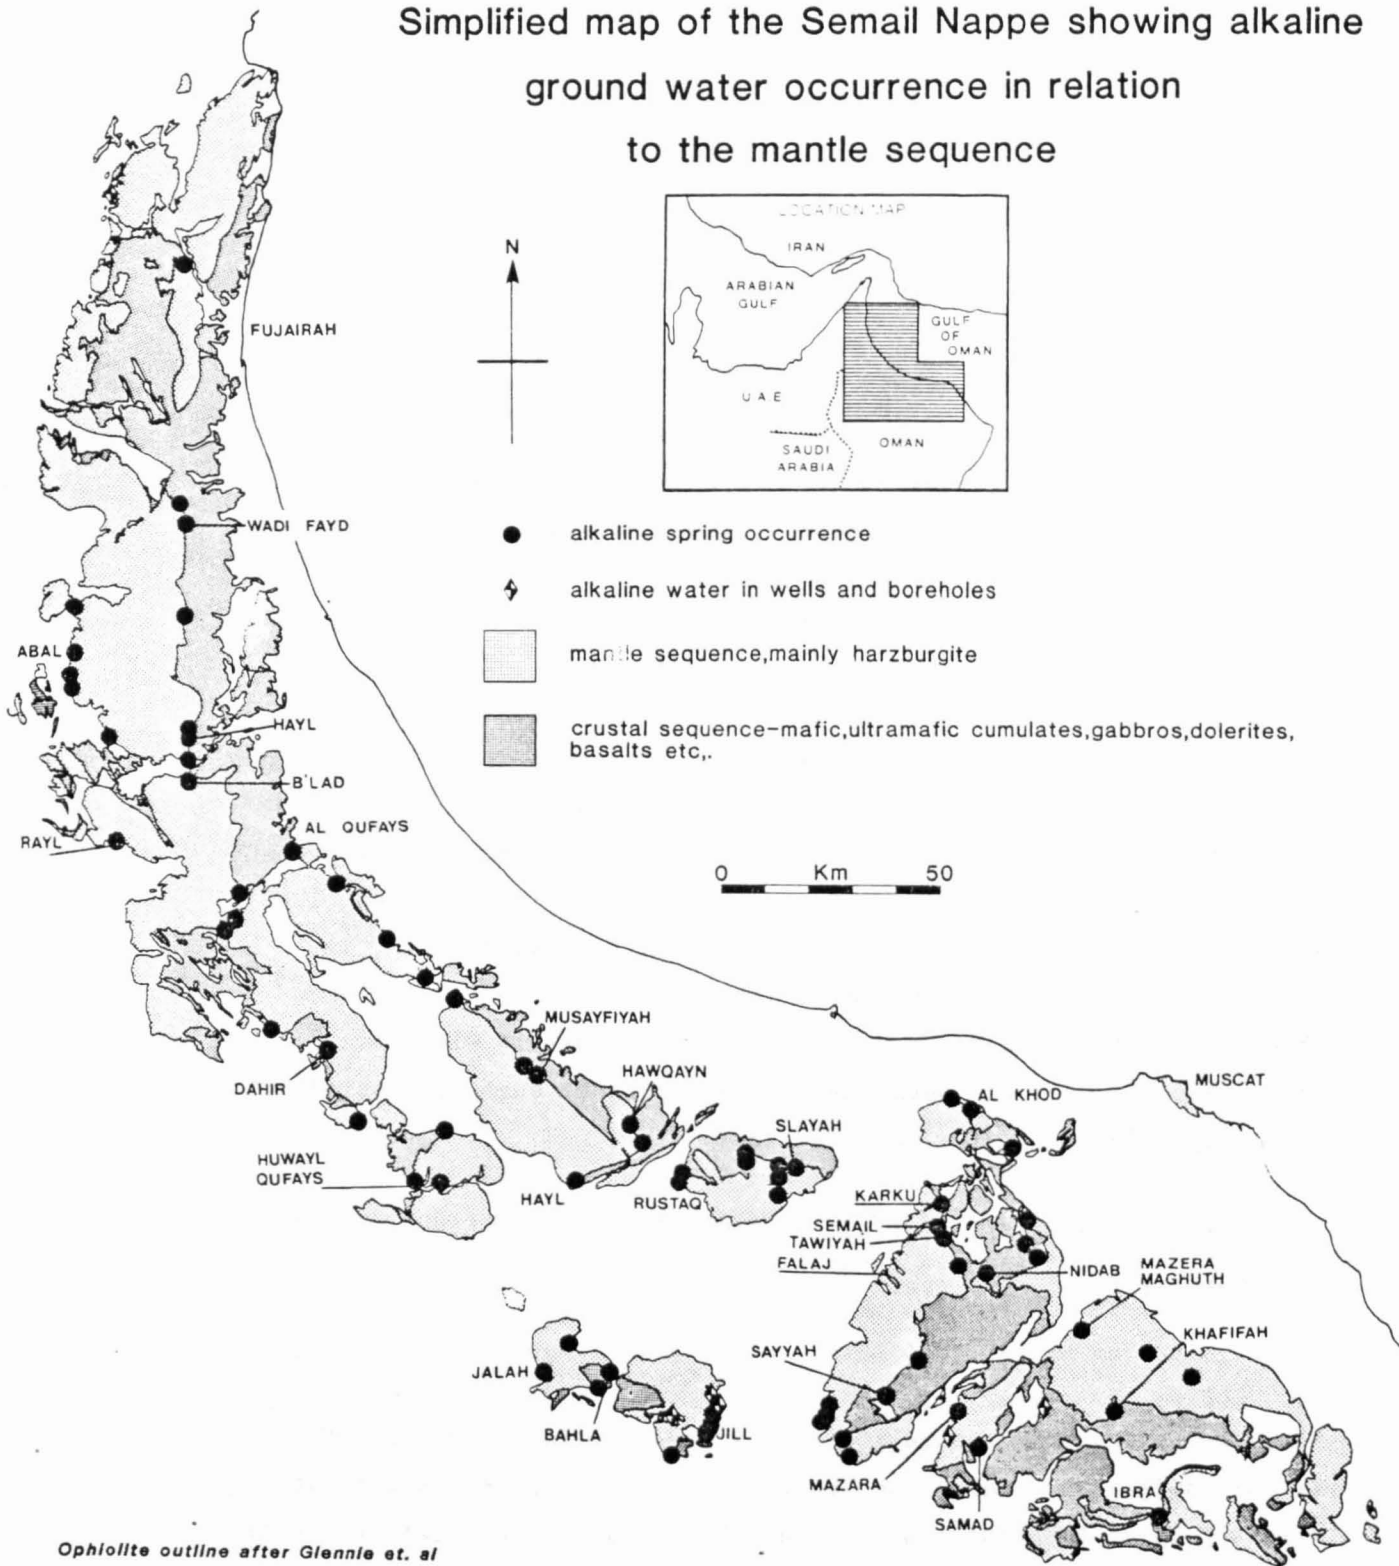 Simplified map of the Semail Nappe showing alkaline
ground water occurrence in relation
to the mantle sequence
LOCATION MAP
IRAN
ARABIAN
GULF
GULF
OF
OMAN
U.A.E
SAUDI
ARABIA
OMAN
N
FUJAIRAH
alkaline spring occurrence
alkaline water in wells and boreholes
mantle sequence,mainly harzburgite
crustal sequence-mafic,ultramafic cumulates,gabbros,dolerites,
basalts etc,.
WADI FAYD
ABAL
HAYL
B'LAD
RAYL
AL QUFAYS
0 Km 50
MUSAYFIYAH
HAWQAYN
DAHIR
HUWAYL
QUFAYS
HAYL
RUSTAQ
SLAYAH
AL KHOD
MUSCAT
KARKU
SEMAIL
TAWIYAH
FALAJ
NIDAB
MAZERA
MAGHUTH
KHAFIFAH
SAYYAH
JALAH
BAHLA
JILL
MAZARA
SAMAD
IBRA
Ophiolite outline after Glennie et. al